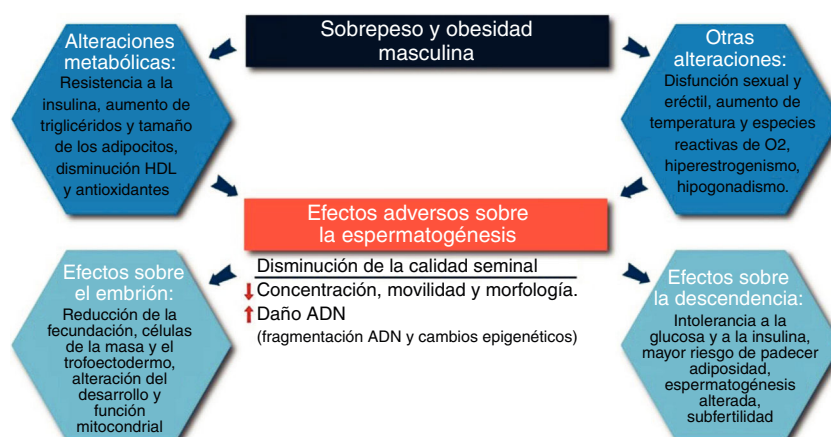 Sobrepeso y obesidad
masculina
Alteraciones
metabólicas:
Resistencia a la
insulina, aumento de
triglicéridos y tamaño
de los adipocitos,
disminución HDL
y antioxidantes
Otras
alteraciones:
Disfunción sexual y
eréctil, aumento de
temperatura y especies
reactivas de O2,
hiperestrogenismo,
hipogonadismo.
Efectos adversos sobre
la espermatogénesis
Disminución de la calidad seminal
Concentración, movilidad y morfología.
Daño ADN
(fragmentación ADN y cambios epigenéticos)
Efectos sobre
el embrión:
Reducción de la
fecundación, células
de la masa y el
trofoectodermo,
alteración del
desarrollo y
función
mitocondrial
Efectos sobre
la descendencia:
Intolerancia a la
glucosa y a la insulina,
mayor riesgo de padecer
adiposidad,
espermatogénesis
alterada,
subfertilidad